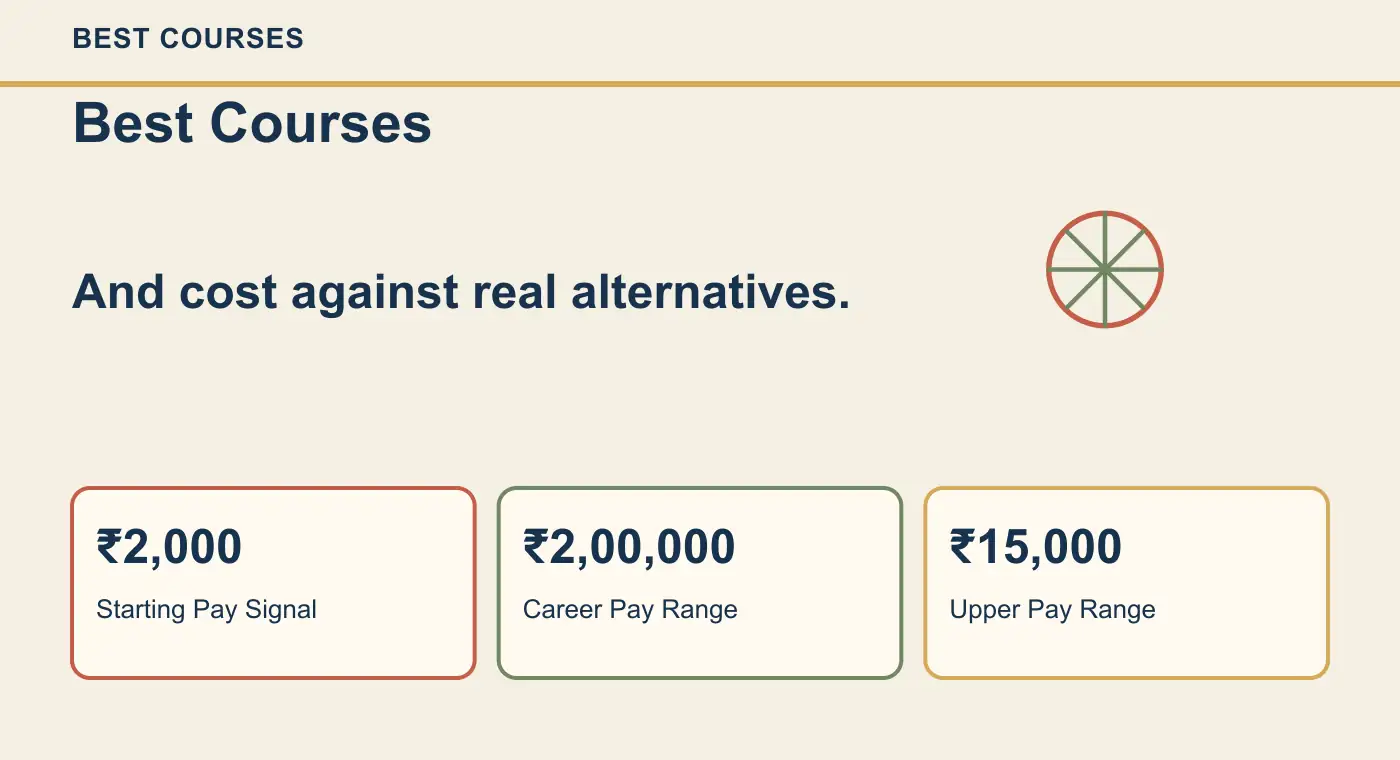 BEST COURSES
Best Courses
And cost against real alternatives.
₹2,000
Starting Pay Signal
₹2,00,000
Career Pay Range
₹15,000
Upper Pay Range